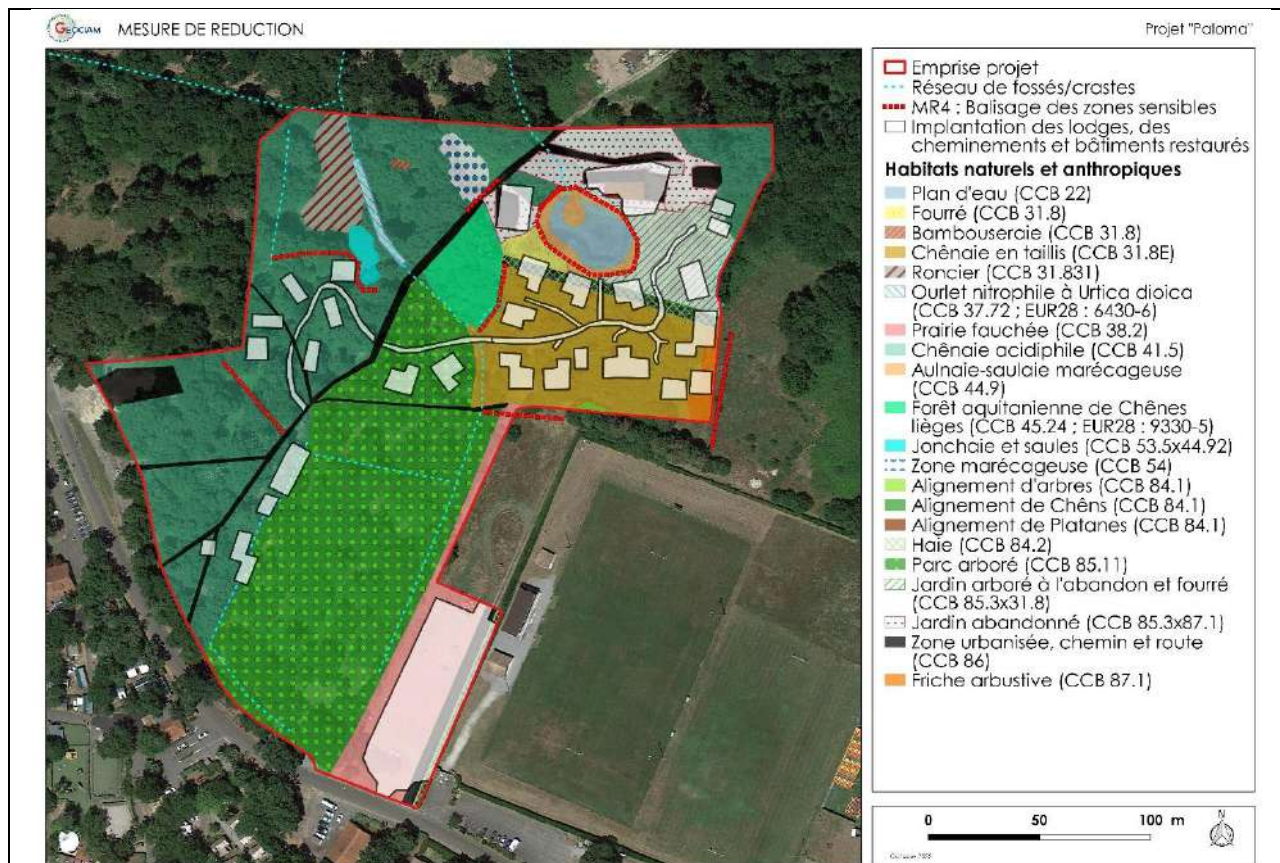 GEOCIAM MESURE DE REDUCTION
Projet "Paloma"
Emprise projet
Réseau de fossés/crastes
MR4 : Balisage des zones sensibles
Implantation des lodges, des
cheminements et bâtiments restaurés
Habitats naturels et anthropiques
Plan d'eau (CCB 22)
Fourré (CCB 31.8)
Bambouseraie (CCB 31.8)
Chênaie en taillis (CCB 31.8E)
Roncier (CCB 31.831)
Ourlet nitrophile à Urtica dioica
(CCB 37.72 ; EUR28 : 6430-6)
Prairie fauchée (CCB 38.2)
Chênaie acidiphile (CCB 41.5)
Aulnaie-saulaie marécageuse
(CCB 44.9)
Forêt aquitanienne de Chênes
lièges (CCB 45.24 ; EUR28 : 9330-5)
Jonchaie et saules (CCB 53.5x44.92)
Zone marécageuse (CCB 54)
Alignement d'arbres (CCB 84.1)
Alignement de Chêns (CCB 84.1)
Alignement de Platanes (CCB 84.1)
Haie (CCB 84.2)
Parc arboré (CCB 85.11)
Jardin arboré à l'abandon et fourré
(CCB 85.3x31.8)
Jardin abandonné (CCB 85.3x87.1)
Zone urbanisée, chemin et route
(CCB 86)
Friche arbustive (CCB 87.1)
0 50 100 m
N